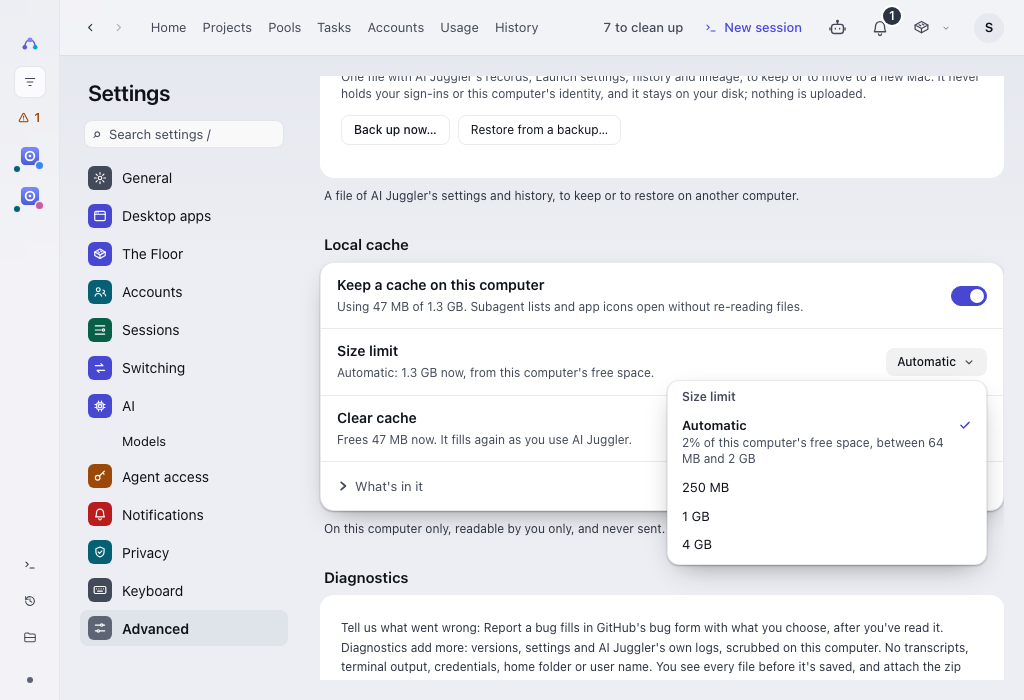 Home Projects Pools Tasks Accounts Usage History 7 to clean up New session 1 S
1
Settings
Search settings /
General
Desktop apps
The Floor
Accounts
Sessions
Switching
AI
Models
Agent access
Notifications
Privacy
Keyboard
Advanced
One file with AI Juggler's records, Launch settings, history and lineage, to keep or to move to a new Mac. It never
holds your sign-ins or this computer's identity, and it stays on your disk; nothing is uploaded.
Back up now... Restore from a backup...
A file of AI Juggler's settings and history, to keep or to restore on another computer.
Local cache
Keep a cache on this computer
Using 47 MB of 1.3 GB. Subagent lists and app icons open without re-reading files.
Size limit
Automatic: 1.3 GB now, from this computer's free space.
Automatic
Clear cache
Frees 47 MB now. It fills again as you use AI Juggler.
What's in it
On this computer only, readable by you only, and never sent.
Size limit
Automatic
2% of this computer's free space, between 64
MB and 2 GB
250 MB
1 GB
4 GB
Diagnostics
Tell us what went wrong: Report a bug fills in GitHub's bug form with what you choose, after you've read it.
Diagnostics add more: versions, settings and AI Juggler's own logs, scrubbed on this computer. No transcripts,
terminal output, credentials, home folder or user name. You see every file before it's saved, and attach the zip